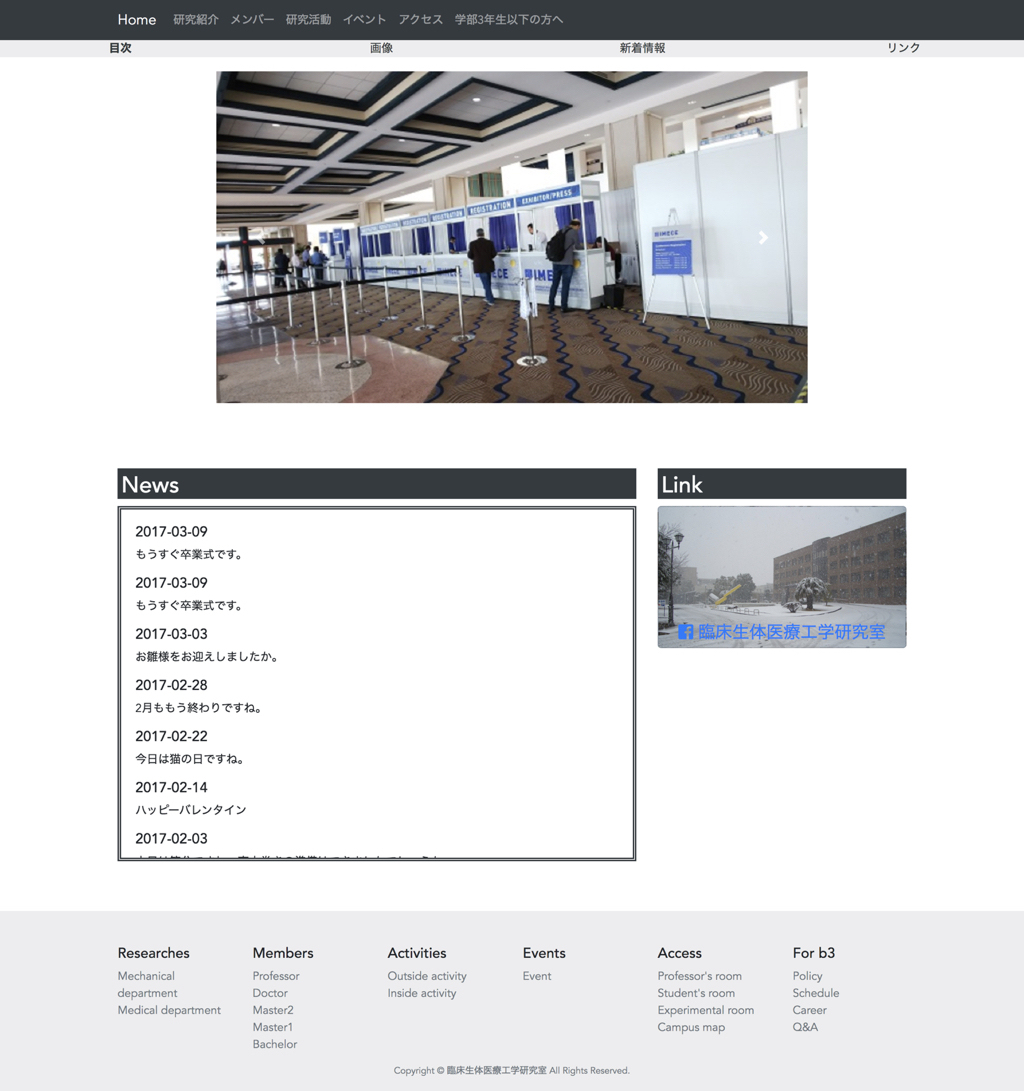 Home 研究紹介 メンバー 研究活動 イベント アクセス 学部3年生以下の方へ
目次 画像 新着情報 リンク
REGISTRATION REGISTRATION EXHIBITOR/PRESS
IMECE
IMECE
News
2017-03-09
もうすぐ卒業式です。
2017-03-09
もうすぐ卒業式です。
2017-03-03
お雛様をお迎えしましたか。
2017-02-28
2月ももう終わりですね。
2017-02-22
今日は猫の日ですね。
2017-02-14
ハッピーバレンタイン
2017-02-03
Link
臨床生体医療工学研究室
Researches
Mechanical
department
Medical department
Members
Professor
Doctor
Master2
Master1
Bachelor
Activities
Outside activity
Inside activity
Events
Event
Access
Professor's room
Student's room
Experimental room
Campus map
For b3
Policy
Schedule
Career
Q&A
Copyright © 臨床生体医療工学研究室 All Rights Reserved.